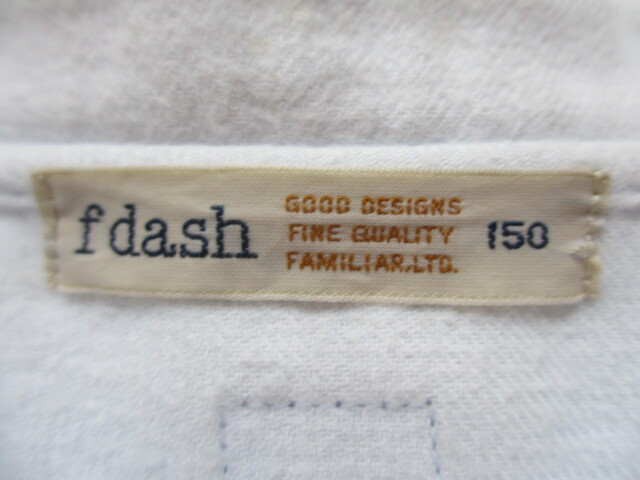 fdash
GOOD DESIGNS
FINE QUALITY
FAMILIAR.,LTD.
150